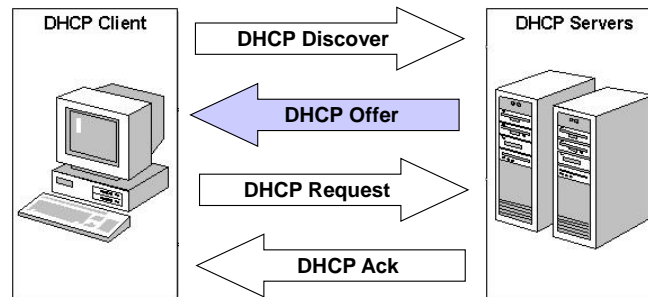 DHCP Client
DHCP Servers
DHCP Discover
DHCP Offer
DHCP Request
DHCP Ack